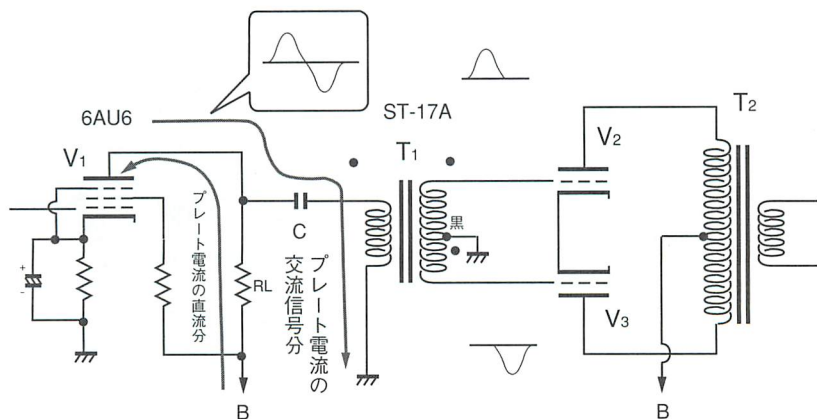 6AU6
ST-17A
V1
T1
V2
T2
プレート電流の直流分
C
プレート電流の
交流信号分
RL
黒
+
-
V3
B
B